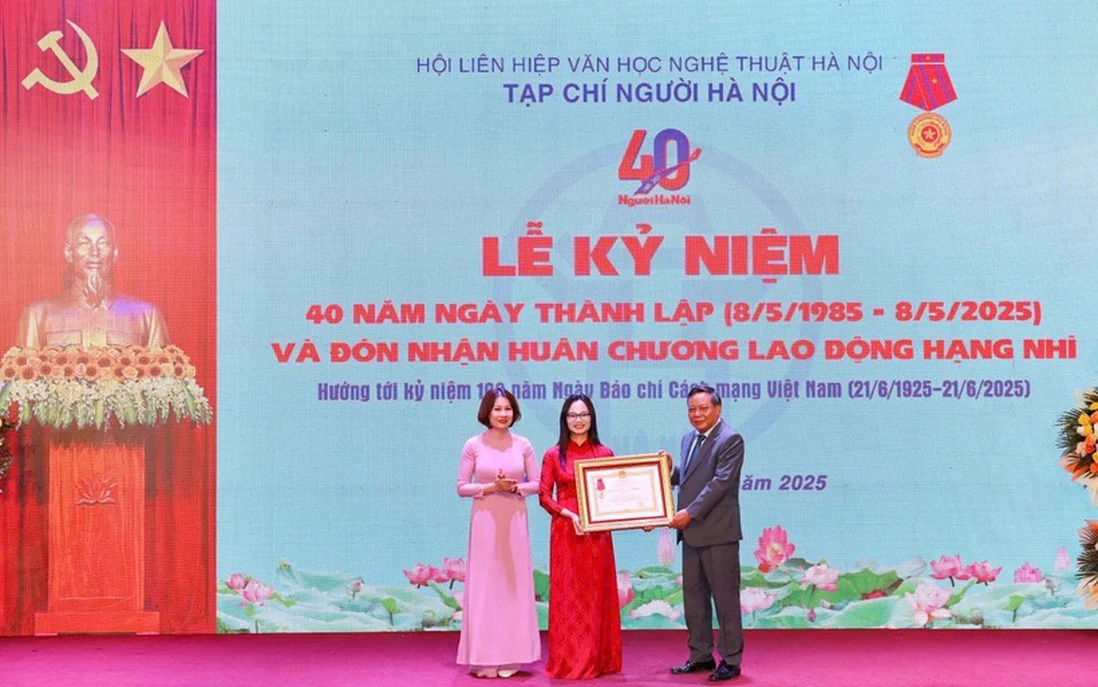 HỘI LIÊN HIỆP VĂN HỌC NGHỆ THUẬT HÀ NỘI
TẠP CHÍ NGƯỜI HÀ NỘI
40
Người Hà Nội
LỄ KỶ NIỆM
40 NĂM NGÀY THÀNH LẬP (8/5/1985 - 8/5/2025)
VÀ ĐÓN NHẬN HUÂN CHƯƠNG LAO ĐỘNG HẠNG NHÌ
Hướng tới kỷ niệm 100 năm Ngày Báo chí Cách mạng Việt Nam (21/6/1925-21/6/2025)
năm 2025